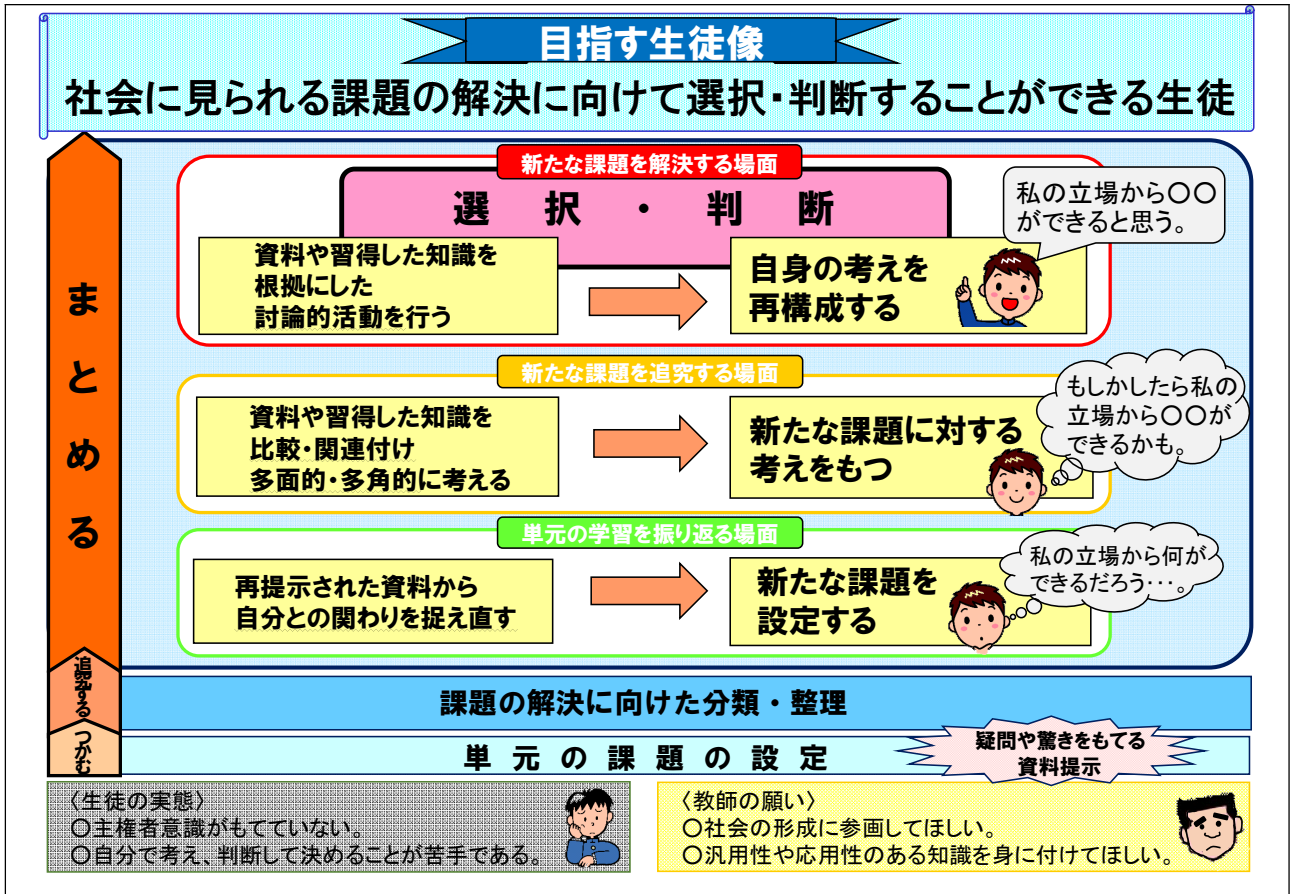 目指す生徒像
社会に見られる課題の解決に向けて選択・判断することができる生徒
まとめる
新たな課題を解決する場面
選択・判断
資料や習得した知識を
根拠にした
討論的活動を行う
自身の考えを
再構成する
私の立場から〇〇
ができると思う。
新たな課題を追究する場面
資料や習得した知識を
比較・関連付け
多面的・多角的に考える
新たな課題に対する
考えをもつ
もしかしたら私の
立場から〇〇が
できるかも。
単元の学習を振り返る場面
再提示された資料から
自分との関わりを捉え直す
新たな課題を
設定する
私の立場から何が
できるだろう・・・。
追究する
課題の解決に向けた分類・整理
つかむ
単元の課題の設定
疑問や驚きをもてる
資料提示
〈生徒の実態〉
〇主権者意識がもてていない。
〇自分で考え、判断して決めることが苦手である。
〈教師の願い〉
〇社会の形成に参画してほしい。
〇汎用性や応用性のある知識を身に付けてほしい。